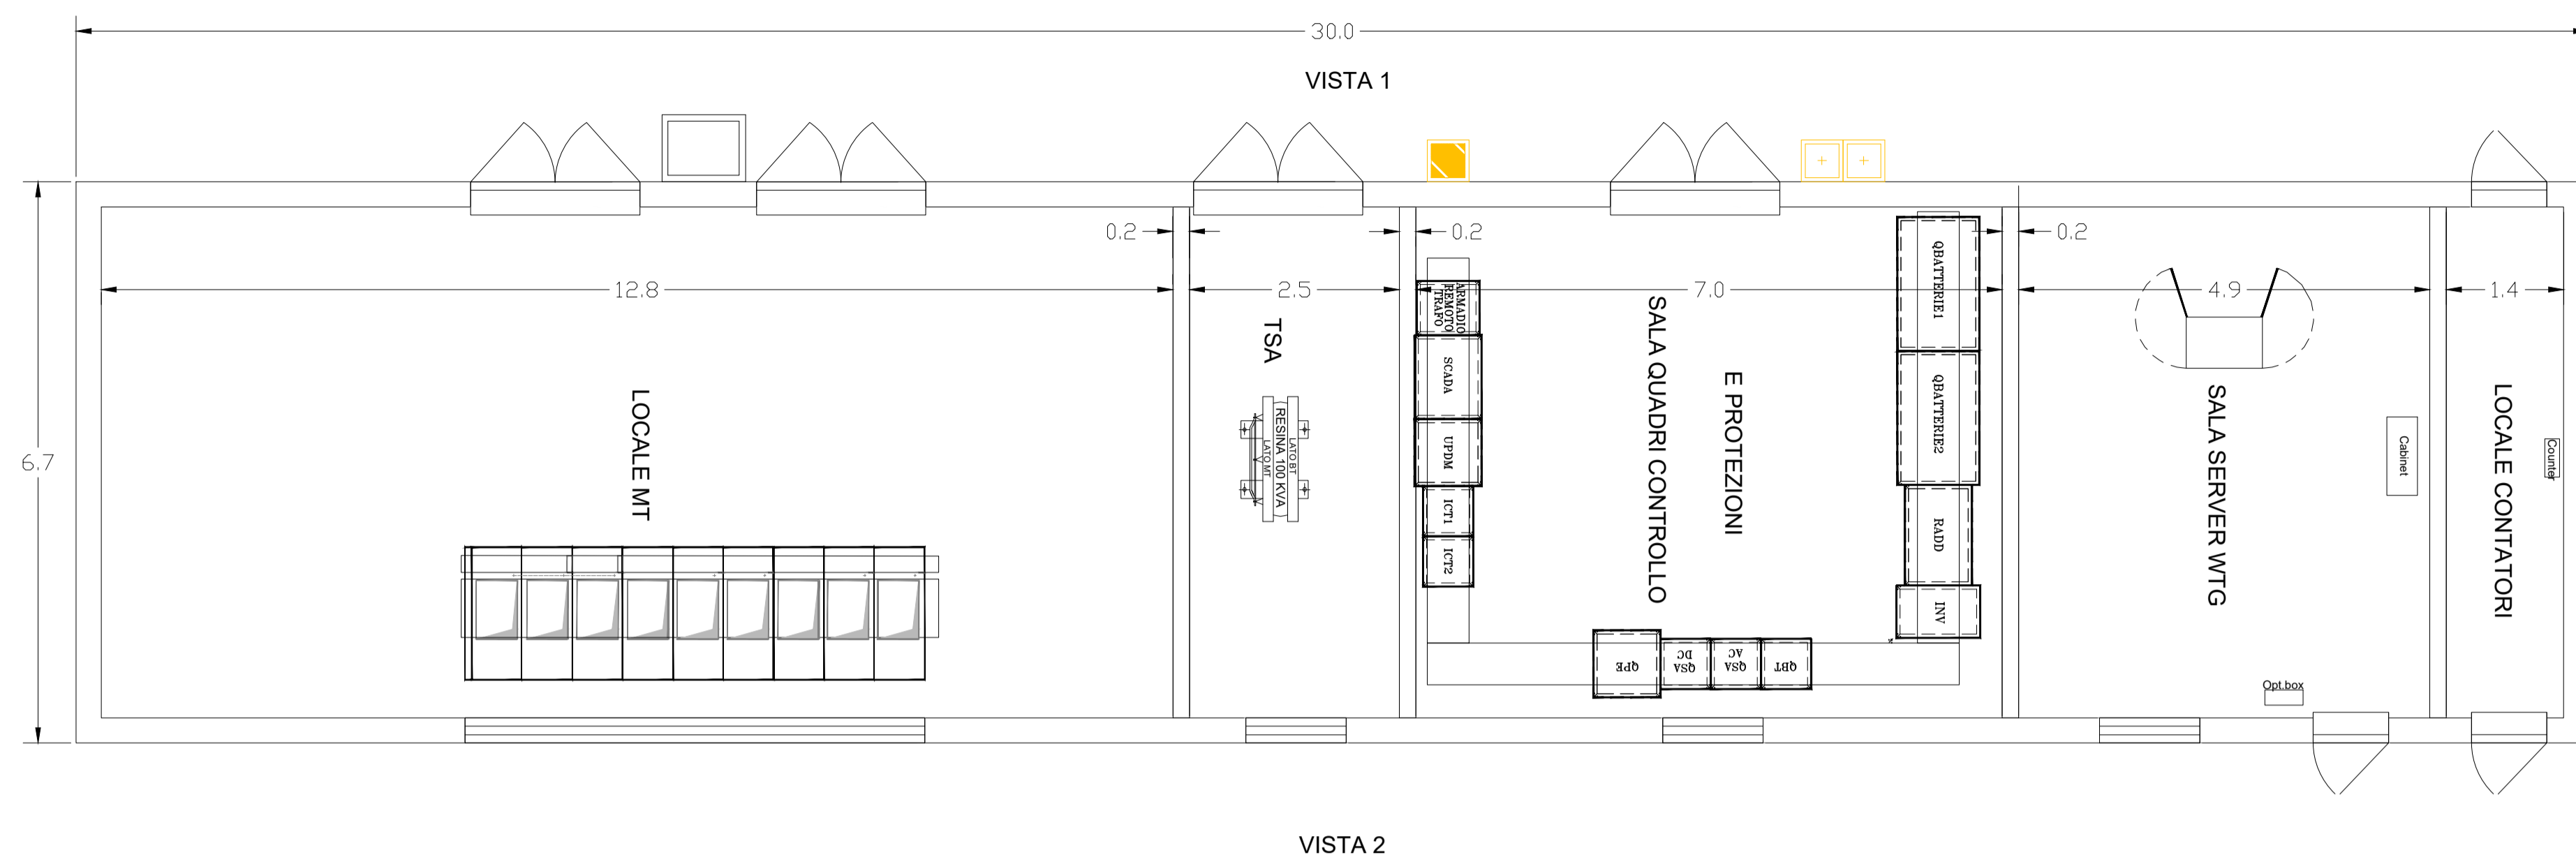 30.0
VISTA 1
0.2
0.2
0.2
12.8
2.5
7.0
4.9
1.4
6.7
LOCALE MT
TSA
LATO BT
RESINA 100 KVA
LATO MT
ARMADIO
REMOTO
TRAFO
SCADA
UPDM
ICT1
ICT2
SALA QUADRI CONTROLLO
E PROTEZIONI
QBATTERIE1
QBATTERIE2
RADD
INV
QPE
QSA
DC
QSA
AC
QBT
SALA SERVER WTG
Cabinet
Opt.box
LOCALE CONTATORI
Counter
VISTA 2